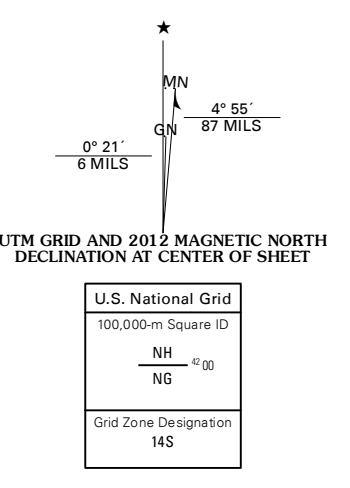 ★
MN
4° 55´
87 MILS
GN
0° 21´
6 MILS
UTM GRID AND 2012 MAGNETIC NORTH
DECLINATION AT CENTER OF SHEET
U.S. National Grid
100,000-m Square ID
NH
42 00
NG
Grid Zone Designation
14S